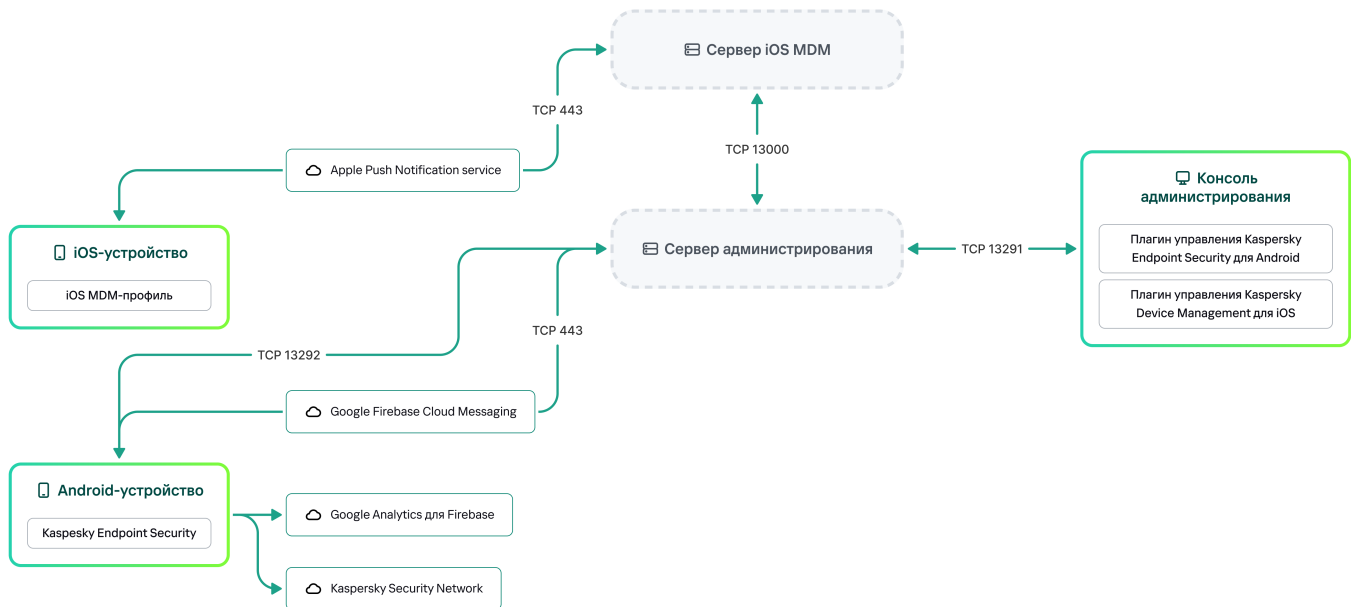 Сервер iOS MDM
TCP 443
TCP 13000
Apple Push Notification service
Консоль
администрирования
Плагин управления Kaspersky
Endpoint Security для Android
Плагин управления Kaspersky
Device Management для iOS
iOS-устройство
iOS MDM-профиль
Сервер администрирования
TCP 13291
TCP 443
TCP 13292
Google Firebase Cloud Messaging
Android-устройство
Kaspesky Endpoint Security
Google Analytics для Firebase
Kaspersky Security Network